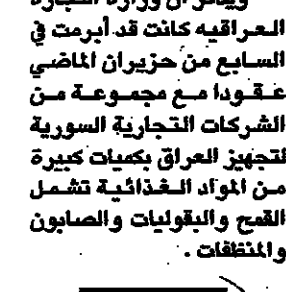 ويذكر ان وزارة التجارة
العراقيه كانت قد أبرمت في
السابع من حزيران الماضي
عقودا مع مجموعة من
الشركات التجارية السورية
لتجهيز العراق بكميات كبيرة
من المواد الغذائية تشمل
القمح والبقوليات والصابون
والمنظفات .